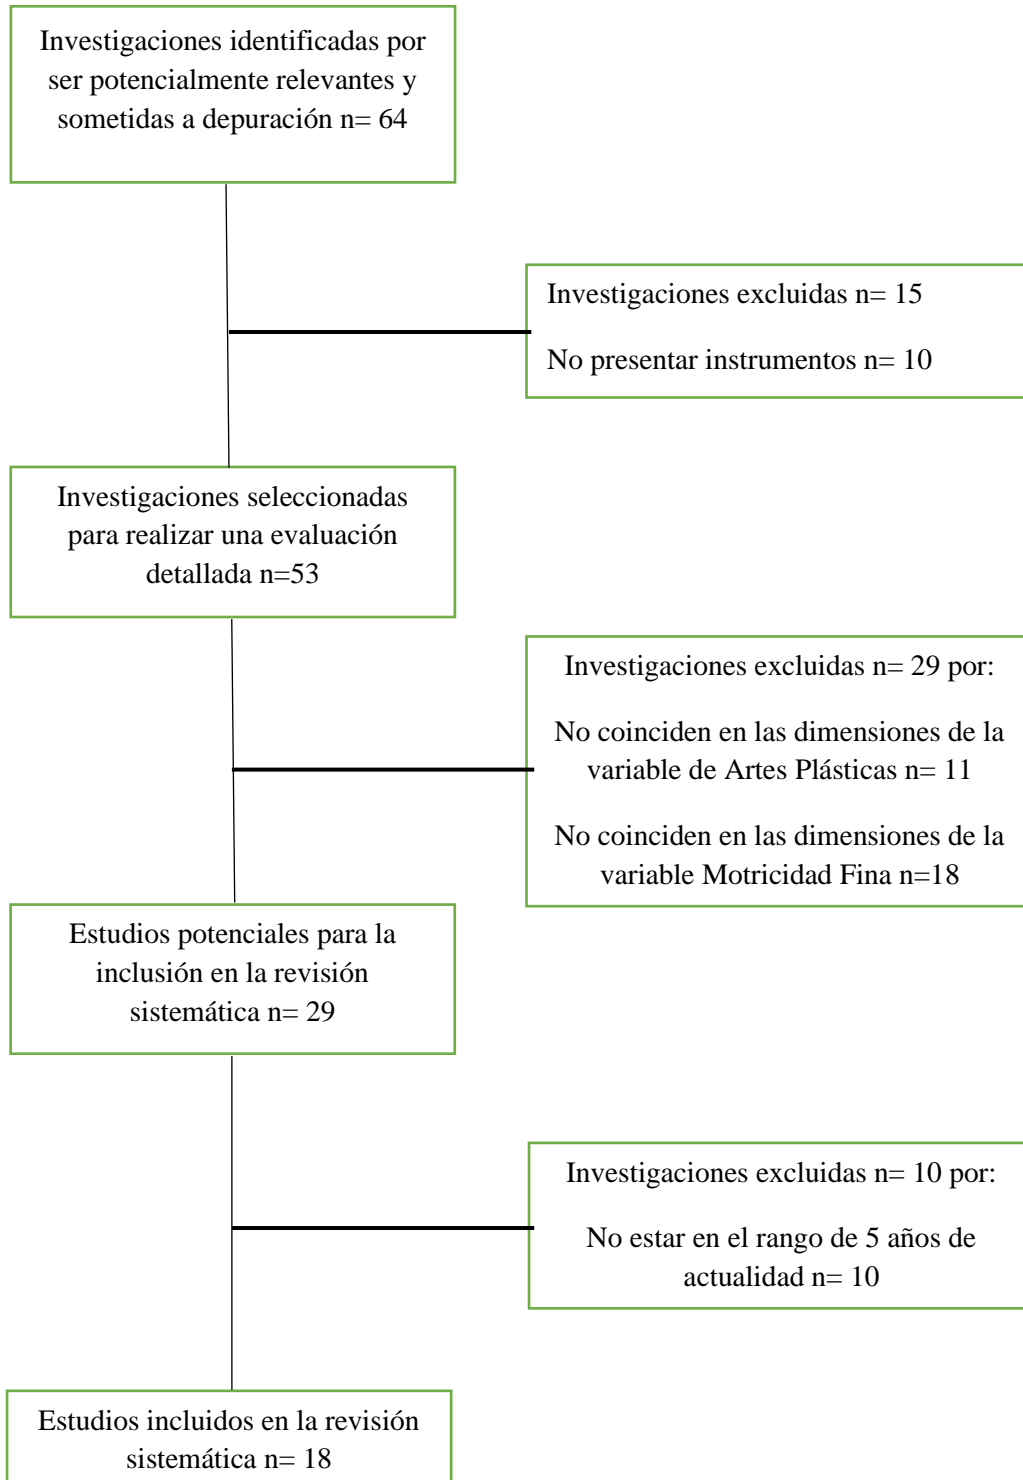 Investigaciones identificadas por
ser potencialmente relevantes y
sometidas a depuración n= 64
Investigaciones excluidas n= 15
No presentar instrumentos n= 10
Investigaciones seleccionadas
para realizar una evaluación
detallada n=53
Investigaciones excluidas n= 29 por:
No coinciden en las dimensiones de la
variable de Artes Plásticas n= 11
No coinciden en las dimensiones de la
variable Motricidad Fina n=18
Estudios potenciales para la
inclusión en la revisión
sistemática n= 29
Investigaciones excluidas n= 10 por:
No estar en el rango de 5 años de
actualidad n= 10
Estudios incluidos en la revisión
sistemática n= 18